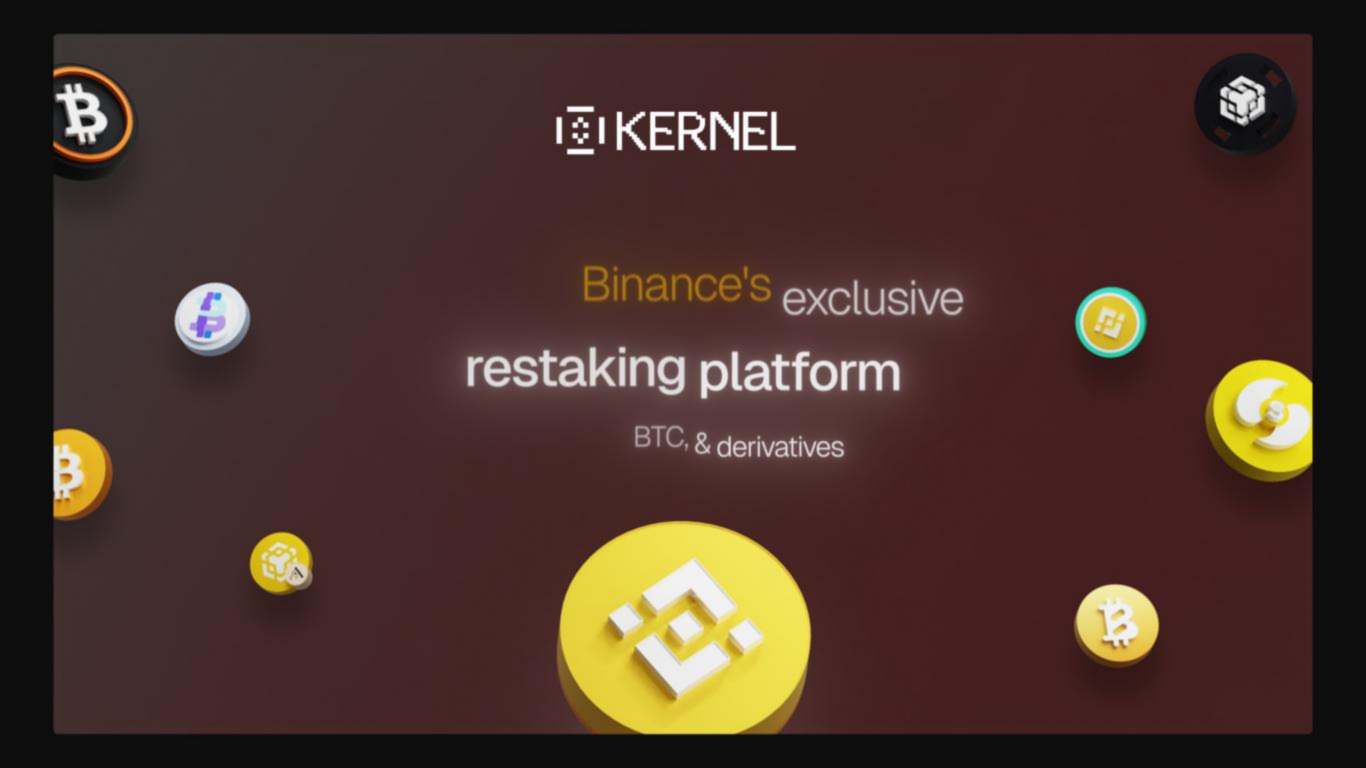 KERNEL
Binance's exclusive
restaking platform
BTC, & derivatives